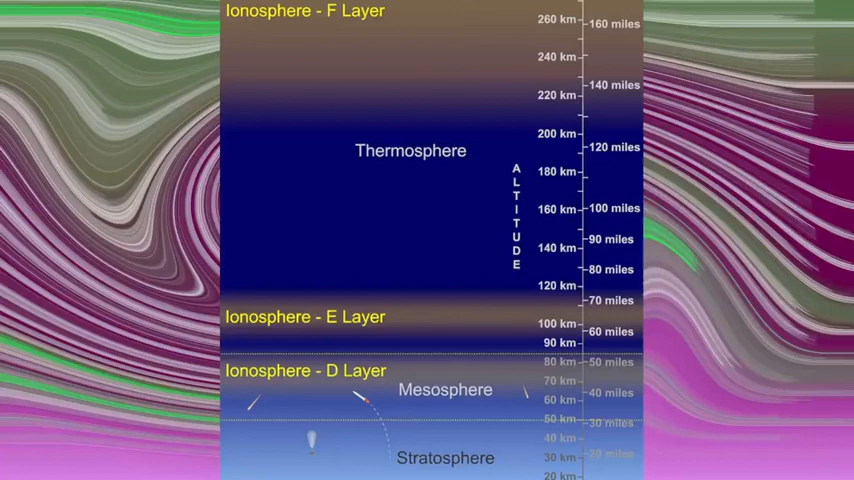 Ionosphere - F Layer
260 km
160 miles
240 km
140 miles
220 km
200 km
Thermosphere
120 miles
ALTITUDE
180 km
160 km
100 miles
140 km
90 miles
80 miles
120 km
70 miles
Ionosphere - E Layer
100 km
60 miles
90 km
80 km
50 miles
Ionosphere - D Layer
70 km
Mesosphere
40 miles
60 km
50 km
30 miles
40 km
Stratosphere
30 km
20 miles
20 km